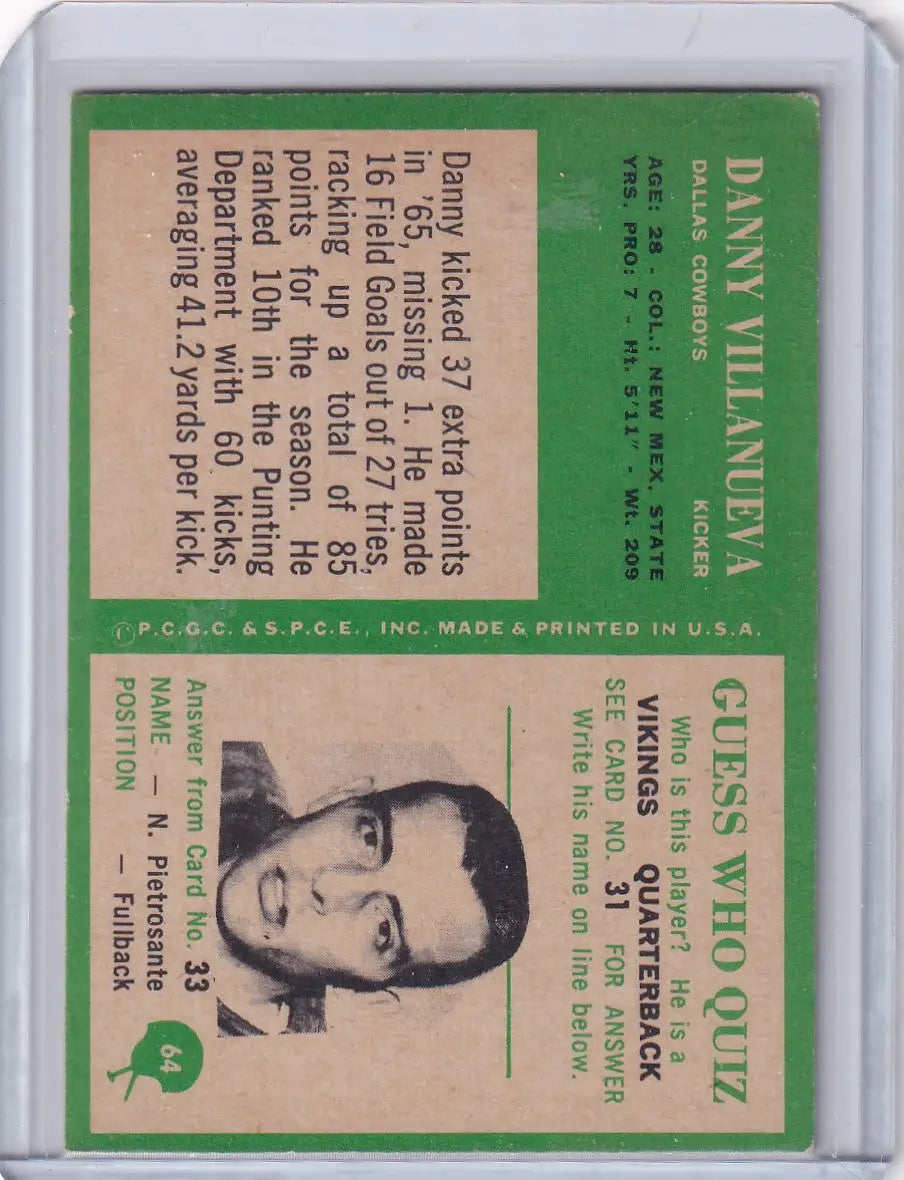 DANNY VILLANUEVA
DALLAS COWBOYS KICKER
AGE: 28 - COL.: NEW MEX. STATE
YRS. PRO: 7 - Ht. 5'11" - Wt. 209
Danny kicked 37 extra points
in '65, missing 1. He made
16 Field Goals out of 27 tries,
racking up a total of 85
points for the season. He
ranked 10th in the Punting
Department with 60 kicks,
averaging 41.2 yards per kick.
©P.C.G.C. & S.P.C.E., INC. MADE & PRINTED IN U.S.A.
GUESS WHO QUIZ
Who is this player? He is a
VIKINGS QUARTERBACK
SEE CARD NO. 31 FOR ANSWER
Write his name on line below.
Answer from Card No. 33
NAME — N. Pietrosante
POSITION — Fullback
64